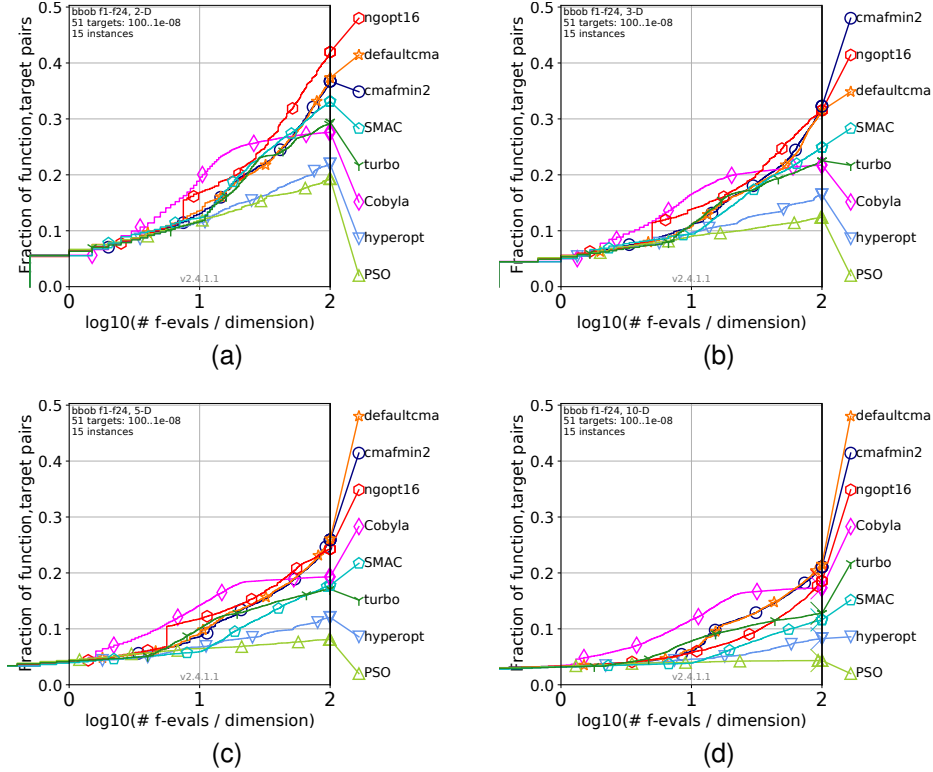 bbob f1-f24, 2-D
51 targets: 100..1e-08
15 instances
Fraction of function,target pairs
0.0
0.1
0.2
0.3
0.4
0.5
0
1
2
log10(# f-evals / dimension)
v2.4.1.1
ngopt16
defaultcma
cmafmin2
SMAC
turbo
Cobyla
hyperopt
PSO
(a)
bbob f1-f24, 3-D
51 targets: 100..1e-08
15 instances
Fraction of function,target pairs
0.0
0.1
0.2
0.3
0.4
0.5
0
1
2
log10(# f-evals / dimension)
v2.4.1.1
cmafmin2
ngopt16
defaultcma
SMAC
turbo
Cobyla
hyperopt
PSO
(b)
bbob f1-f24, 5-D
51 targets: 100..1e-08
15 instances
Fraction of function,target pairs
0.0
0.1
0.2
0.3
0.4
0.5
0
1
2
log10(# f-evals / dimension)
v2.4.1.1
defaultcma
cmafmin2
ngopt16
Cobyla
SMAC
turbo
hyperopt
PSO
(c)
bbob f1-f24, 10-D
51 targets: 100..1e-08
15 instances
Fraction of function,target pairs
0.0
0.1
0.2
0.3
0.4
0.5
0
1
2
log10(# f-evals / dimension)
v2.4.1.1
defaultcma
cmafmin2
ngopt16
Cobyla
turbo
SMAC
hyperopt
PSO
(d)